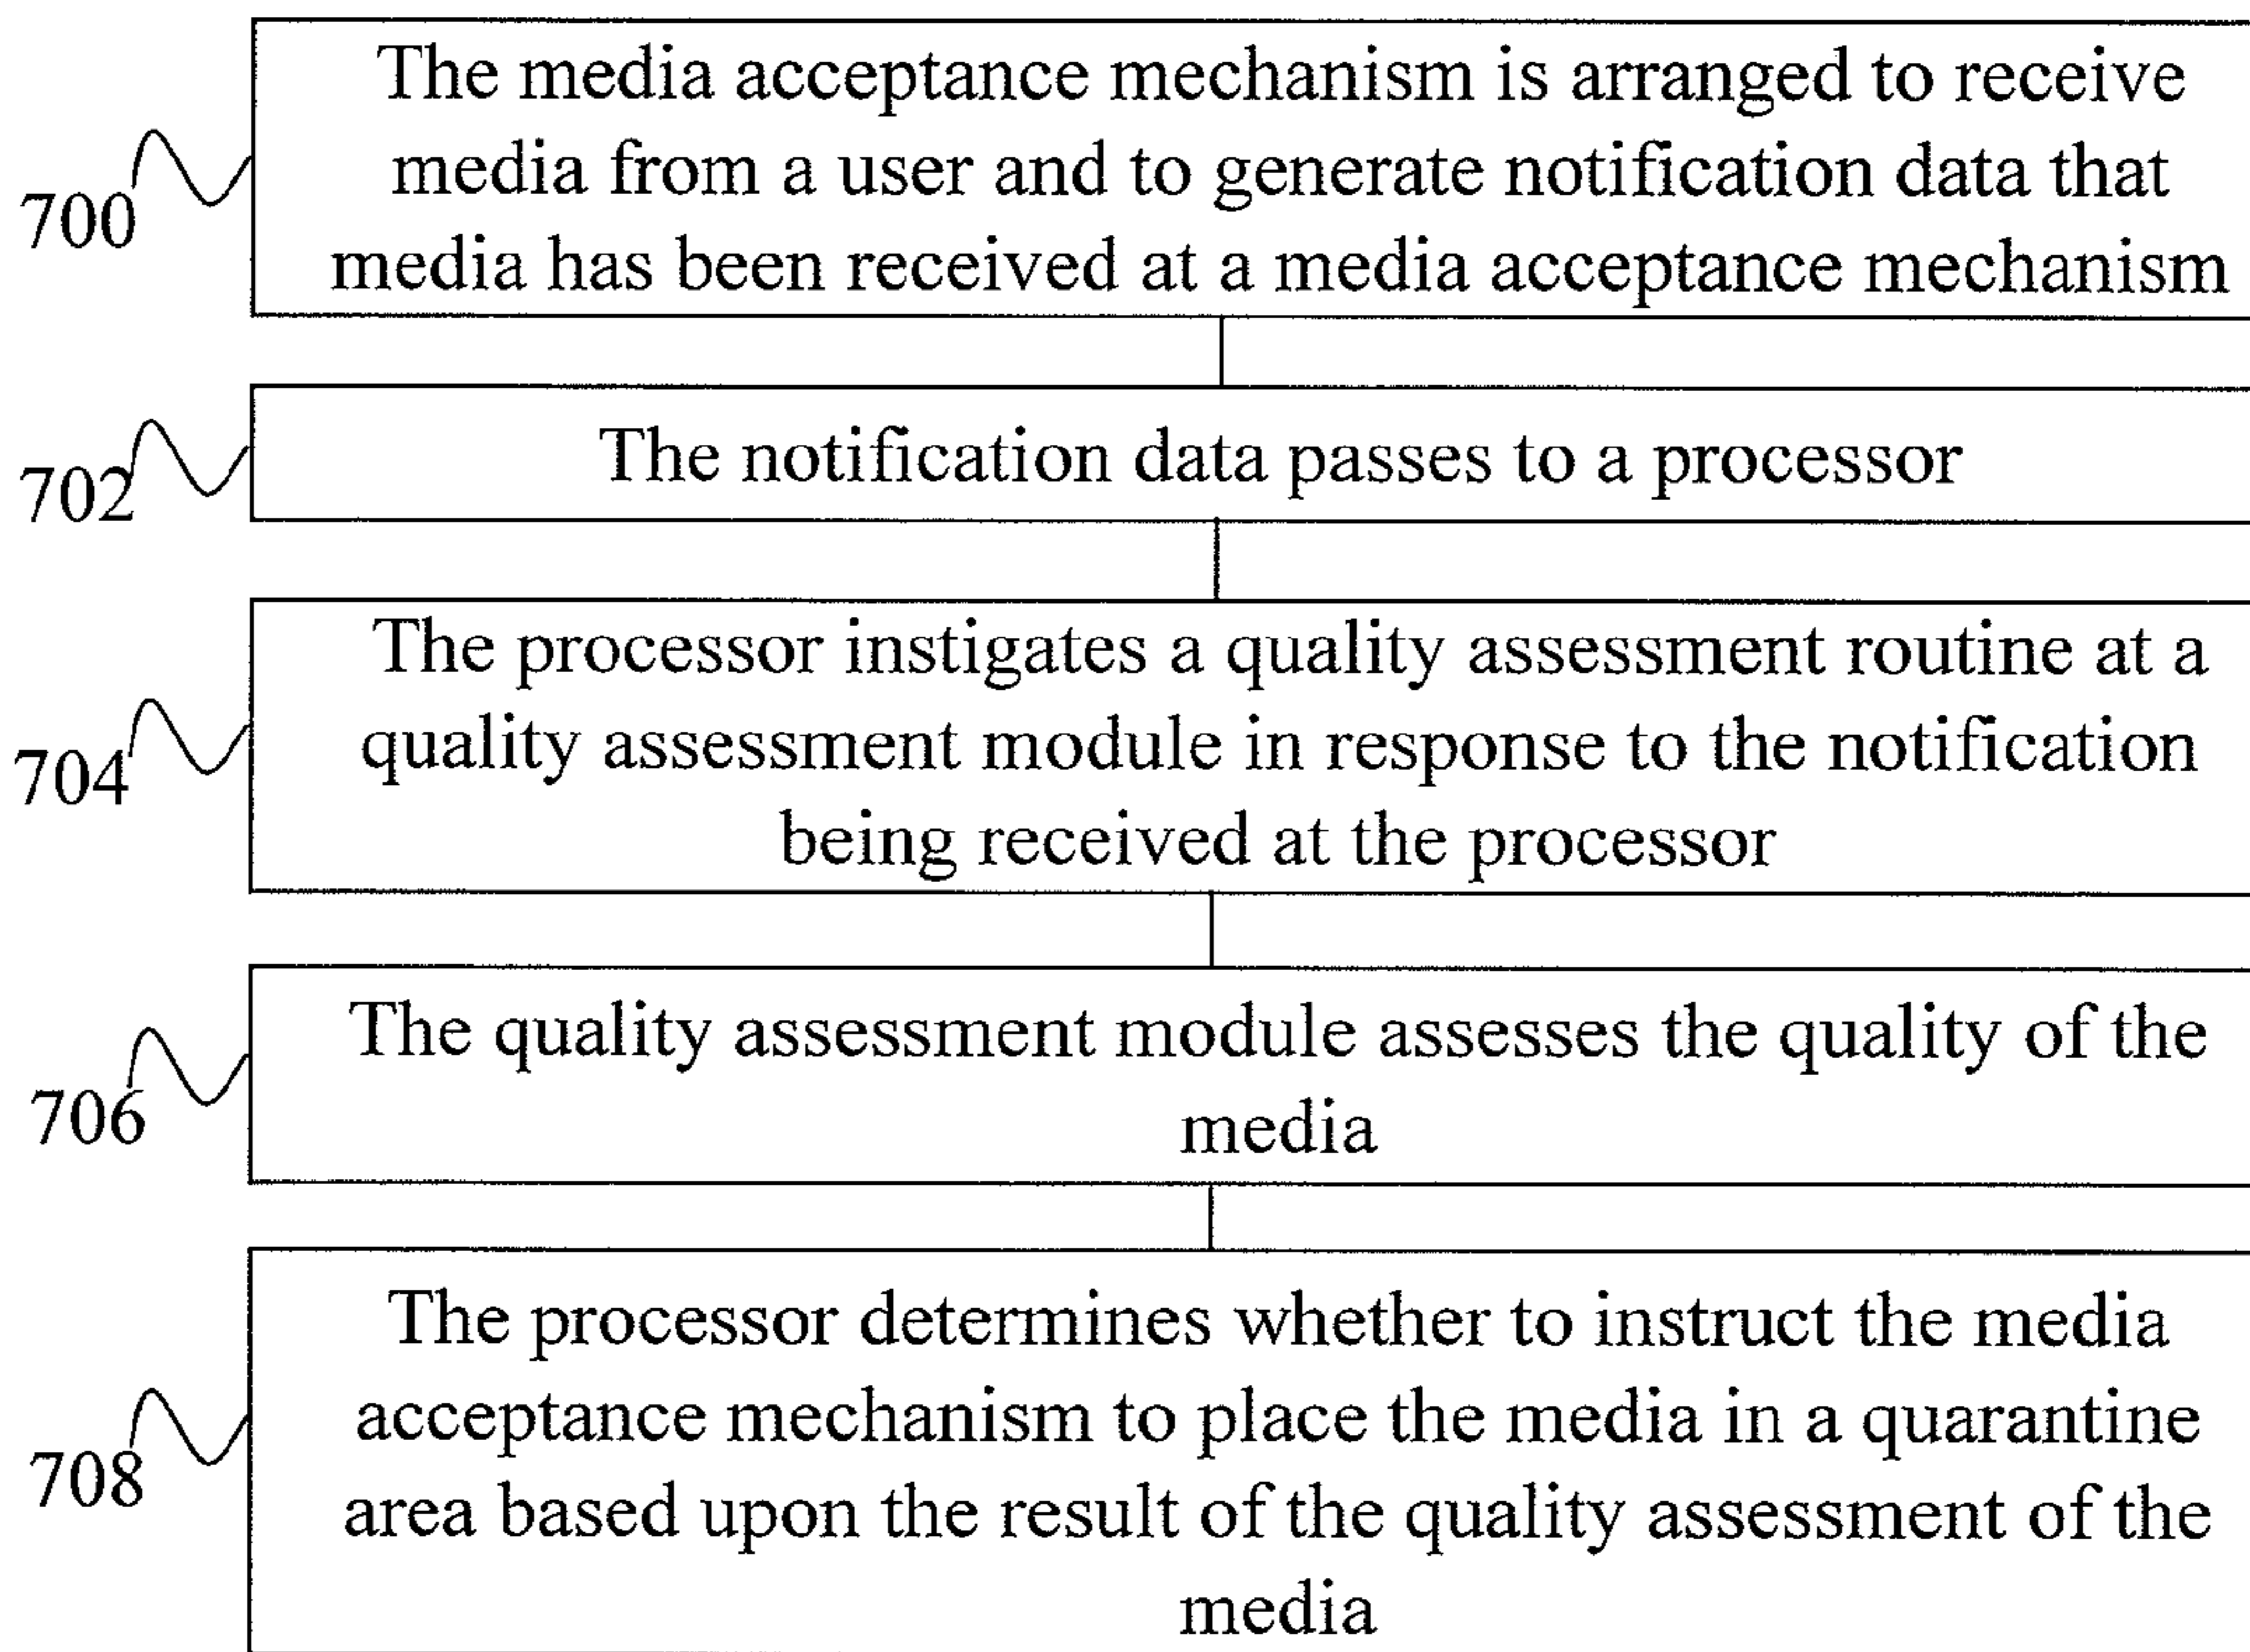 The media acceptance mechanism is arranged to receive
media from a user and to generate notification data that
media has been received at a media acceptance mechanism
700
The notification data passes to a processor
702
The processor instigates a quality assessment routine at a
quality assessment module in response to the notification
being received at the processor
704
The quality assessment module assesses the quality of the
media
706
The processor determines whether to instruct the media
acceptance mechanism to place the media in a quarantine
area based upon the result of the quality assessment of the
media
708